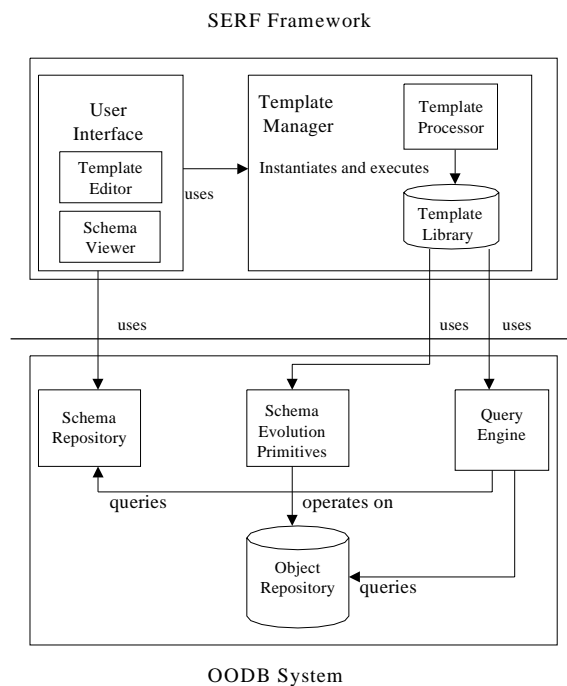 SERF Framework
User
Interface
Template
Editor
Schema
Viewer
uses
Template
Manager
Template
Processor
Instantiates and executes
Template
Library
uses
uses
uses
Schema
Repository
Schema
Evolution
Primitives
Query
Engine
queries
operates on
Object
Repository
queries
OODB System